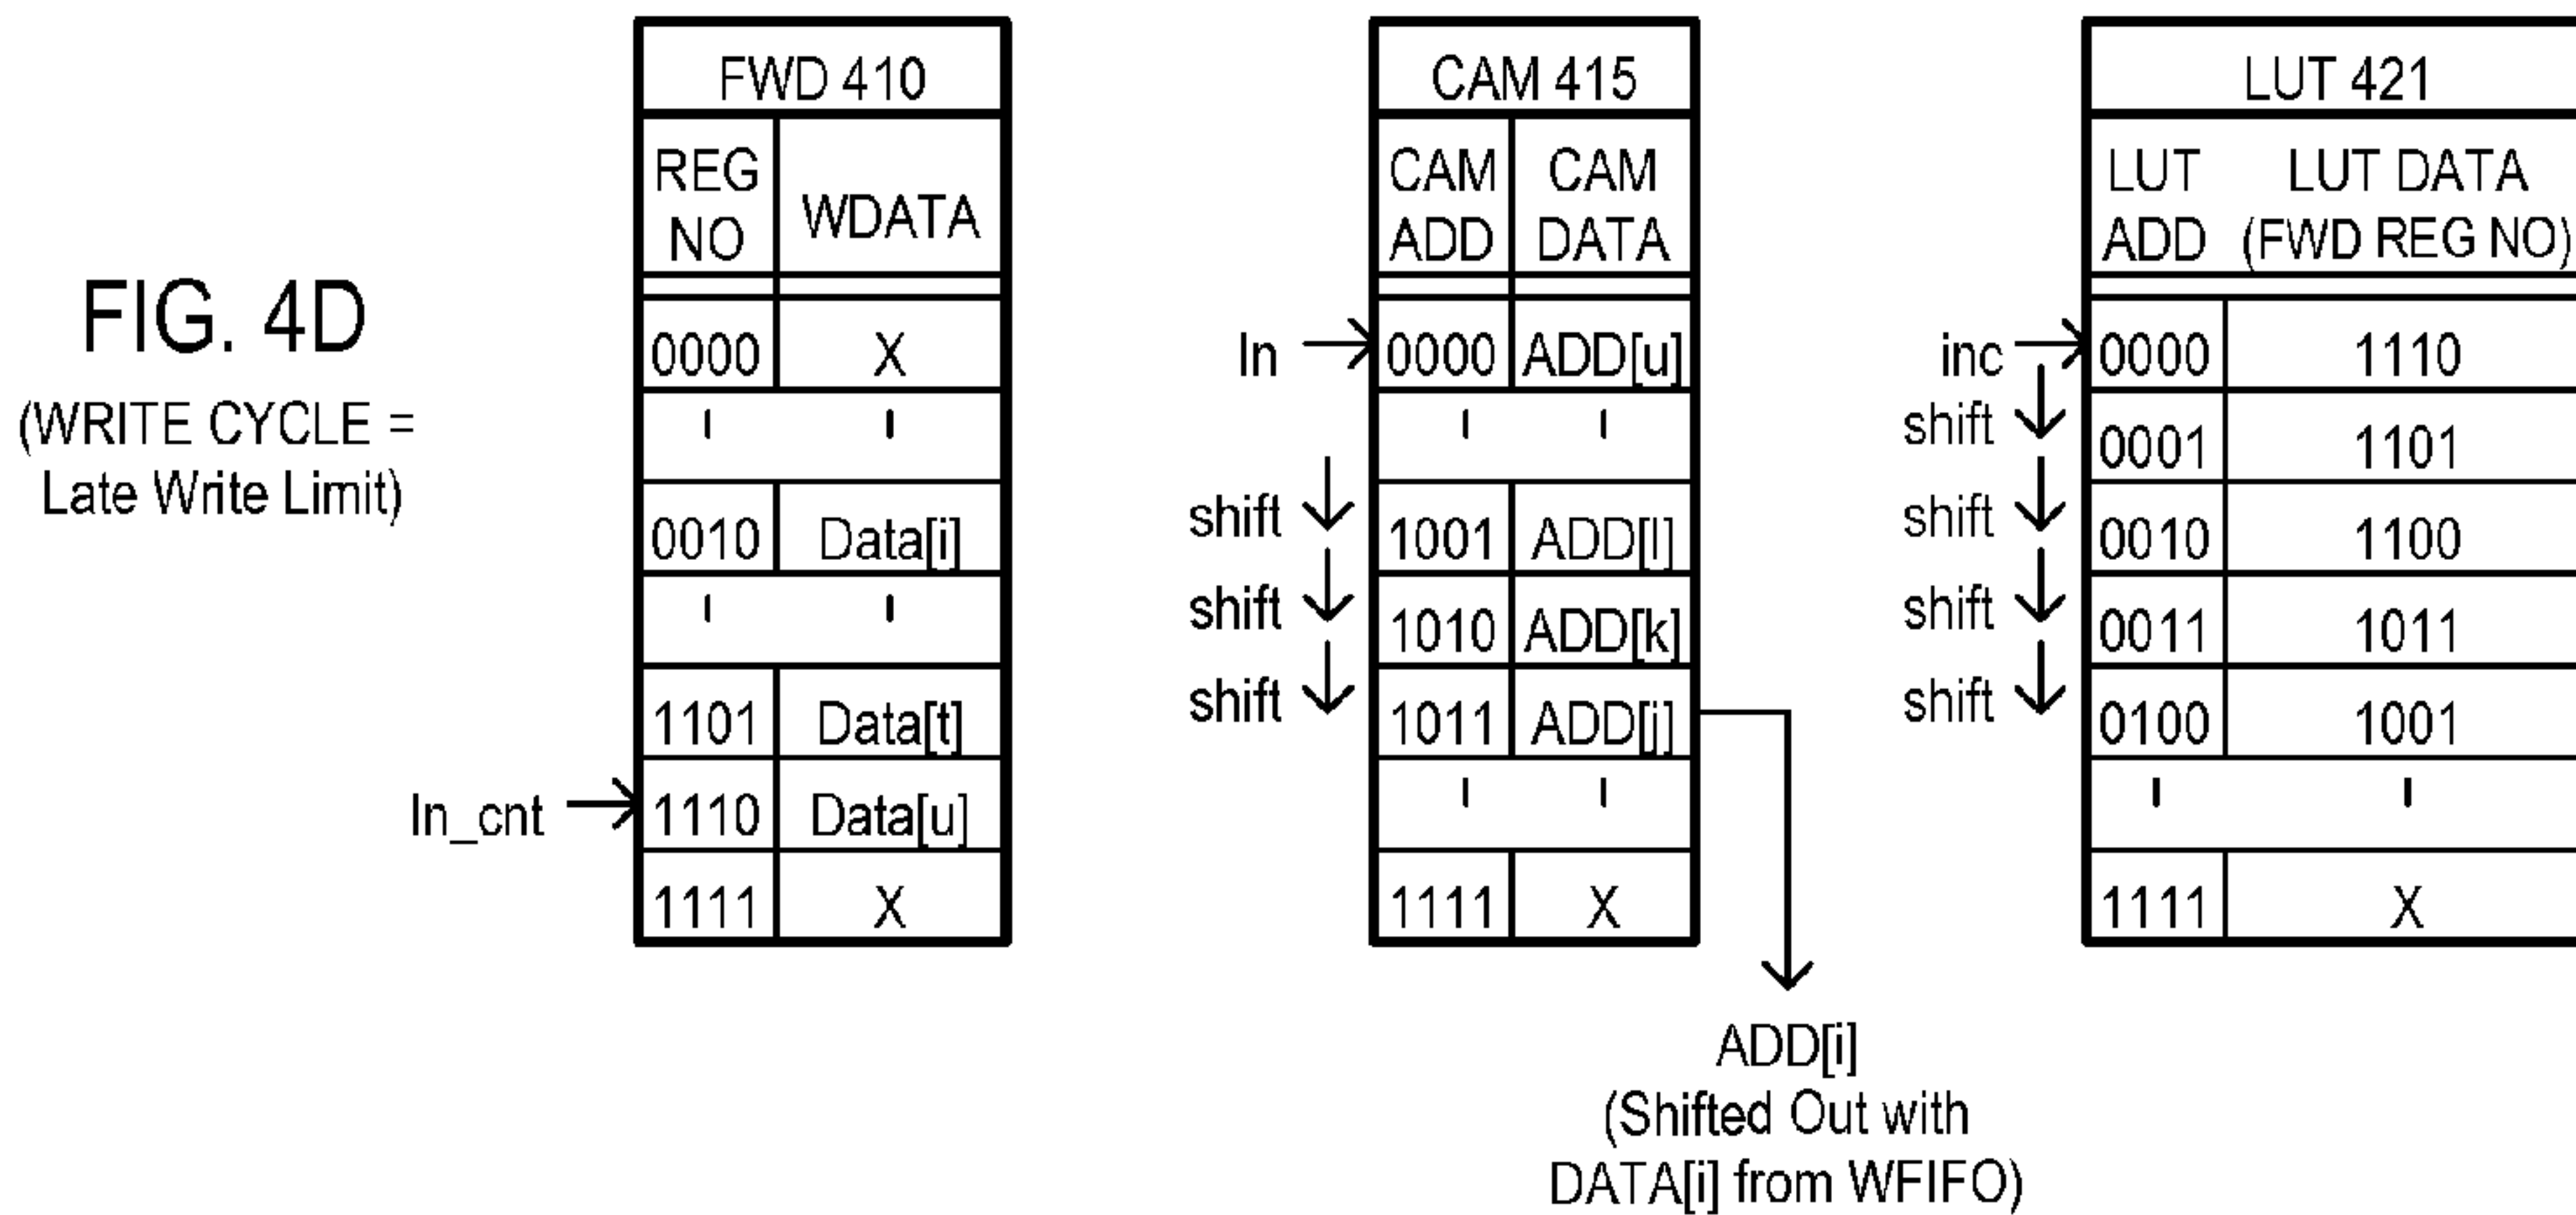 FIG. 4D
(WRITE CYCLE =
Late Write Limit)
FWD 410
REG NO WDATA
0000 X
0010 Data[i]
1101 Data[t]
In_cnt 1110 Data[u]
1111 X
CAM 415
CAM ADD CAM DATA
In 0000 ADD[u]
shift 1001 ADD[l]
shift 1010 ADD[k]
shift 1011 ADD[j]
1111 X
ADD[i]
(Shifted Out with
DATA[i] from WFIFO)
LUT 421
LUT ADD LUT DATA (FWD REG NO)
inc 0000 1110
shift 0001 1101
shift 0010 1100
shift 0011 1011
shift 0100 1001
1111 X